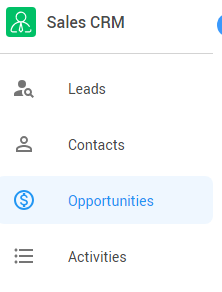 Sales CRM
Leads
Contacts
Opportunities
Activities